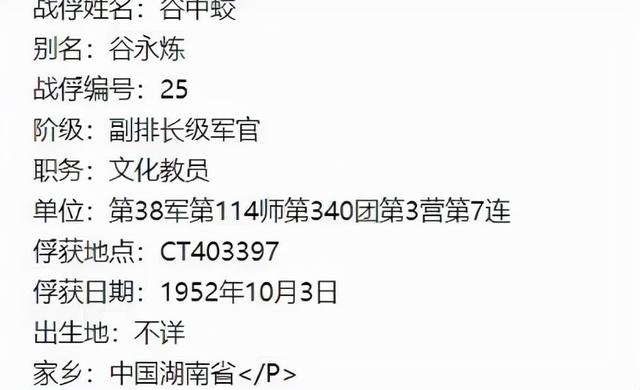 战俘姓名：谷中蛟
别名：谷永炼
战俘编号：25
阶级：副排长级军官
职务：文化教员
单位：第38军第114师第340团第3营第7连
俘获地点：CT403397
俘获日期：1952年10月3日
出生地：不详
家乡：中国湖南省</P>